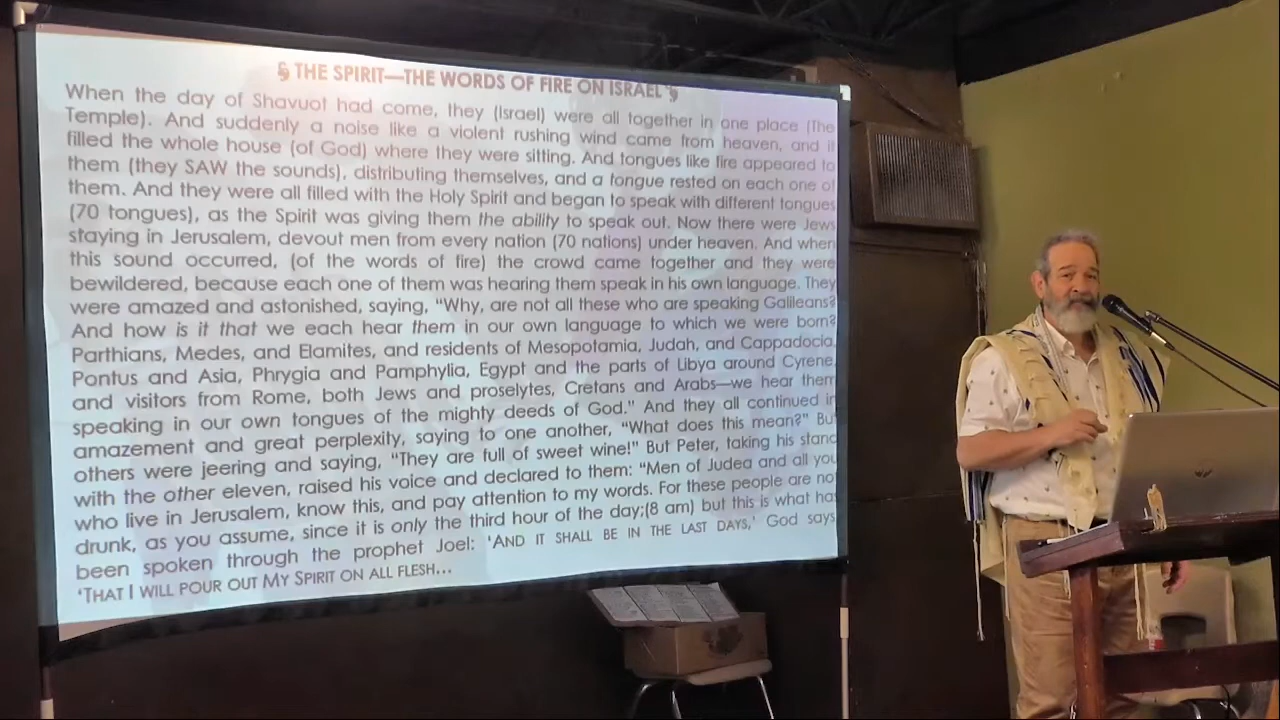 THE SPIRIT—THE WORDS OF FIRE ON ISRAEL
When the day of Shavuot had come, they (Israel) were all together in one place (The
Temple). And suddenly a noise like a violent rushing wind came from heaven, and it
filled the whole house (of God) where they were sitting. And tongues like fire appeared to
them (they SAW the sounds), distributing themselves, and a tongue rested on each one of
them. And they were all filled with the Holy Spirit and began to speak with different tongues
(70 tongues), as the Spirit was giving them the ability to speak out. Now there were Jews
staying in Jerusalem, devout men from every nation (70 nations) under heaven. And when
this sound occurred, (of the words of fire) the crowd came together and they were
bewildered, because each one of them was hearing them speak in his own language. They
were amazed and astonished, saying, “Why, are not all these who are speaking Galileans?
And how is it that we each hear them in our own language to which we were born?
Parthians, Medes, and Elamites, and residents of Mesopotamia, Judah, and Cappadocia,
Pontus and Asia, Phrygia and Pamphylia, Egypt and the parts of Libya around Cyrene,
and visitors from Rome, both Jews and proselytes, Cretans and Arabs—we hear them
speaking in our own tongues of the mighty deeds of God.” And they all continued in
amazement and great perplexity, saying to one another, “What does this mean?” But
others were jeering and saying, “They are full of sweet wine!” But Peter, taking his stand
with the other eleven, raised his voice and declared to them: “Men of Judea and all you
who live in Jerusalem, know this, and pay attention to my words. For these people are not
drunk, as you assume, since it is only the third hour of the day;(8 am) but this is what has
been spoken through the prophet Joel: ‘AND IT SHALL BE IN THE LAST DAYS,’ God says
‘THAT I WILL POUR OUT MY SPIRIT ON ALL FLESH...